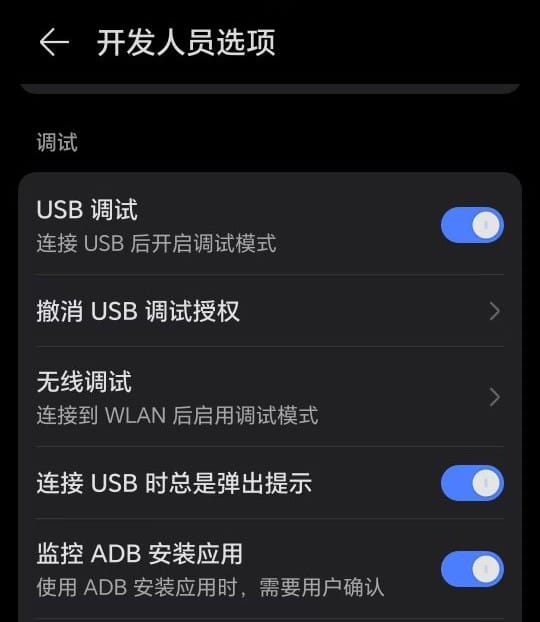 开发人员选项
调试
USB 调试
连接 USB 后开启调试模式
撤消 USB 调试授权
无线调试
连接到 WLAN 后启用调试模式
连接 USB 时总是弹出提示
监控 ADB 安装应用
使用 ADB 安装应用时，需要用户确认